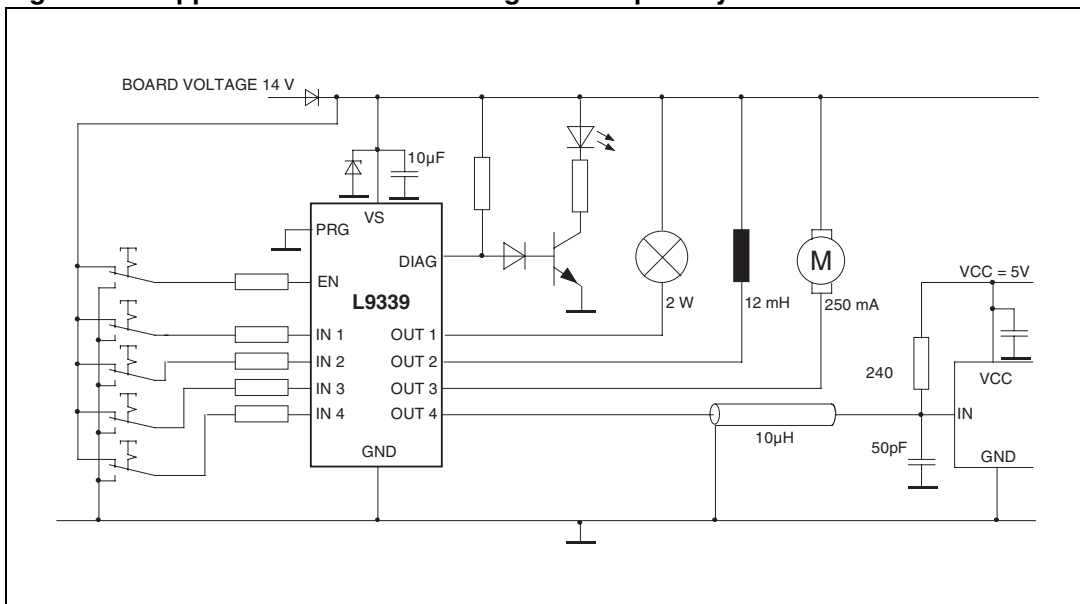 BOARD VOLTAGE 14 V
10µF
VS
PRG
DIAG
EN
L9339
M
VCC = 5V
2 W
12 mH
250 mA
IN 1
OUT 1
IN 2
OUT 2
IN 3
OUT 3
IN 4
OUT 4
240
VCC
IN
10µH
50pF
GND
GND